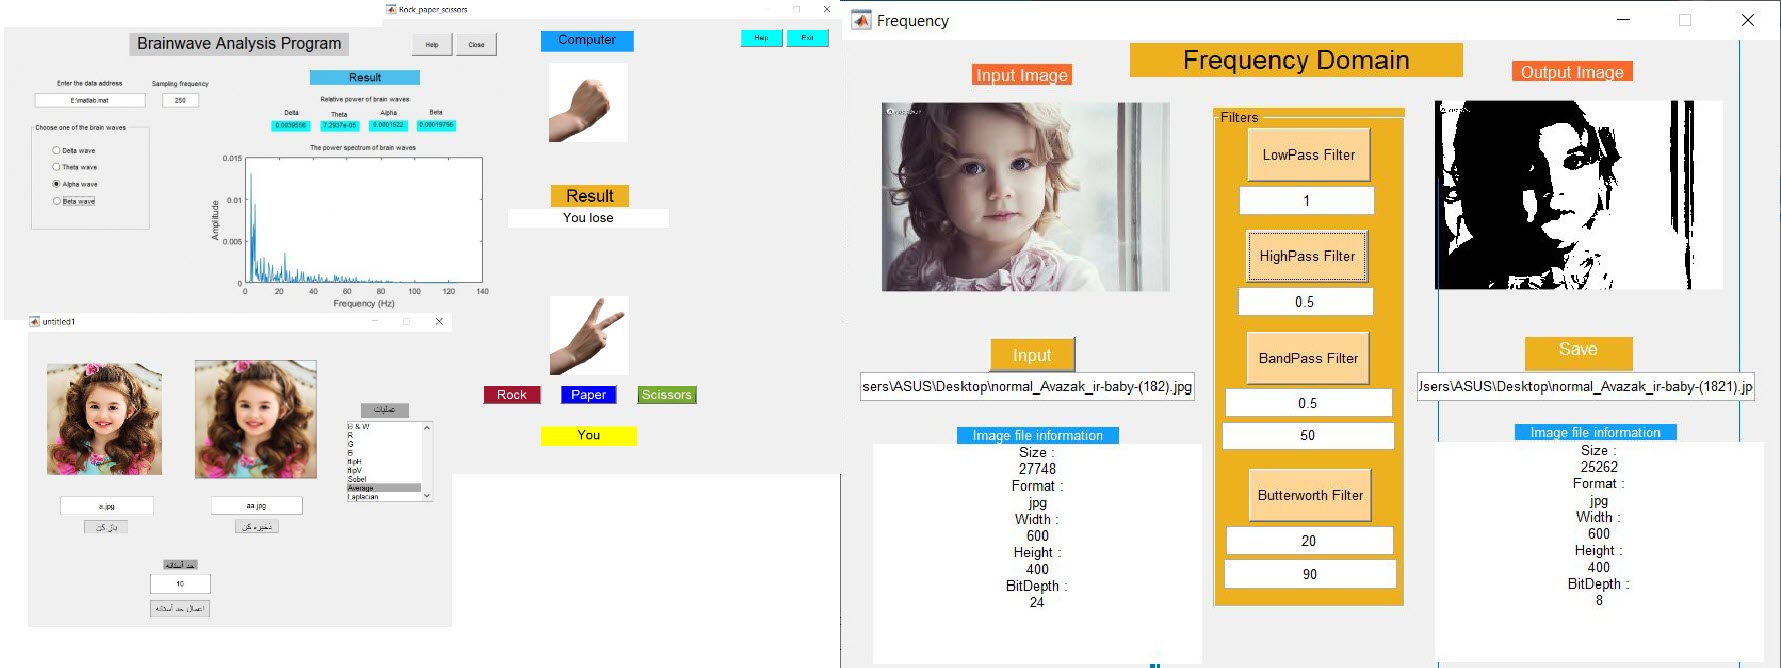 Rock_paper_scissors
Brainwave Analysis Program
Help
Close
Enter the data address
Sampling frequency
E:\matlab.mat
250
Choose one of the brain waves
Delta wave
Theta wave
Alpha wave
Beta wave
Result
Relative power of brain waves
Delta
Theta
Alpha
Beta
0.0039556
7.2937e-05
0.0001522
0.00019756
The power spectrum of brain waves
0.015
0.01
0.005
0
Amplitude
0
20
40
60
80
100
120
140
Frequency (Hz)
Computer
Help
Exit
Result
You lose
Rock
Paper
Scissors
You
untitled1
عملیات
B & W
R
G
B
flipH
flipV
Sobel
Average
Laplacian
a.jpg
aa.jpg
باز کن
ذخیره کن
حد آستانه
10
اعمال حد آستانه
Frequency
Frequency Domain
Input Image
Output Image
Filters
LowPass Filter
1
HighPass Filter
0.5
BandPass Filter
0.5
50
Butterworth Filter
20
90
Input
sers\ASUS\Desktop\normal_Avazak_ir-baby-(182).jpg
Image file information
Size :
27748
Format :
jpg
Width :
600
Height :
400
BitDepth :
24
Save
Jsers\ASUS\Desktop\normal_Avazak_ir-baby-(1821).jp
Image file information
Size :
25262
Format :
jpg
Width :
600
Height :
400
BitDepth :
8